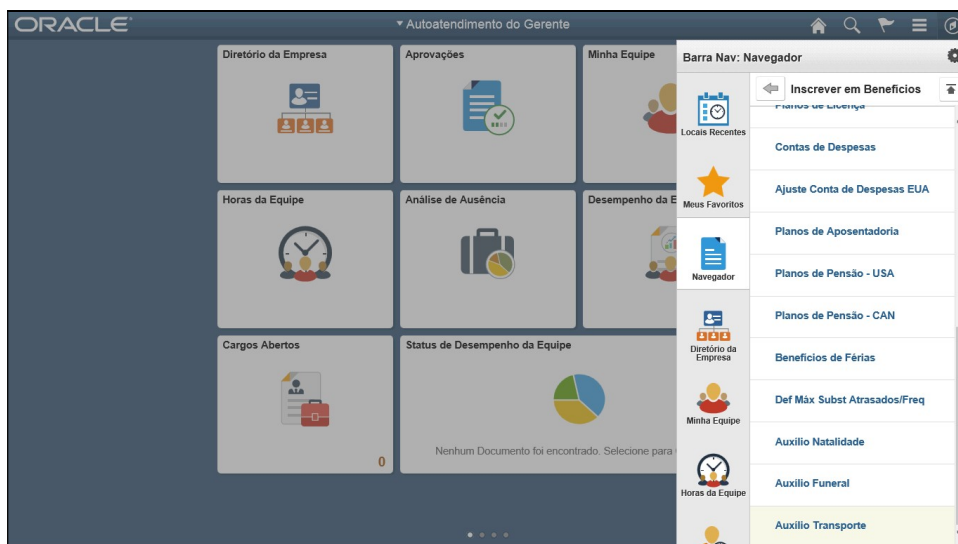 ORACLE
Autoatendimento do Gerente
Diretório da Empresa
Aprovações
Minha Equipe
Horas da Equipe
Análise de Ausência
Desempenho da E
Cargos Abertos
0
Status de Desempenho da Equipe
Nenhum Documento foi encontrado. Selecione para
Barra Nav: Navegador
Locais Recentes
Meus Favoritos
Navegador
Diretório da
Empresa
Minha Equipe
Horas da Equipe
Inscrever em Benefícios
Planos de Licença
Contas de Despesas
Ajuste Conta de Despesas EUA
Planos de Aposentadoria
Planos de Pensão - USA
Planos de Pensão - CAN
Benefícios de Férias
Def Máx Subst Atrasados/Freq
Auxílio Natalidade
Auxílio Funeral
Auxílio Transporte